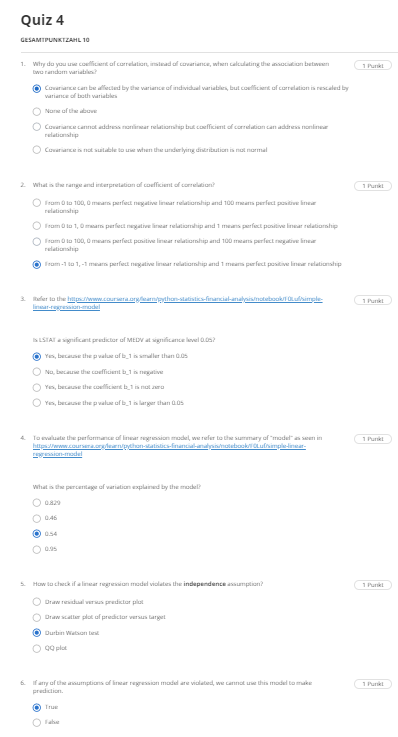 Quiz 4
GESAMTPUNKTZAHL 10
1. Why do you use coefficient of correlation, instead of covariance, when calculating the association between
two random variables?
1 Punkt
Covariance can be affected by the variance of individual variables, but coefficient of correlation is rescaled by
variance of both variables
None of the above
Covariance cannot address nonlinear relationship but coefficient of correlation can address nonlinear
relationship
Covariance is not suitable to use when the underlying distribution is not normal
2. What is the range and interpretation of coefficient of correlation?
1 Punkt
From 0 to 100, 0 means perfect negative linear relationship and 100 means perfect positive linear
relationship
From 0 to 1, 0 means perfect negative linear relationship and 1 means perfect positive linear relationship
From 0 to 100, 0 means perfect positive linear relationship and 100 means perfect negative linear
relationship
From -1 to 1, -1 means perfect negative linear relationship and 1 means perfect positive linear relationship
3. Refer to the https://www.coursera.org/learn/python-statistics-financial-analysis/notebook/F0Luf/simple-
linear-regression-model
1 Punkt
Is LSTAT a significant predictor of MEDV at significance level 0.05?
Yes, because the p value of b_1 is smaller than 0.05
No, because the coefficient b_1 is negative
Yes, because the coefficient b_1 is not zero
Yes, because the p value of b_1 is larger than 0.05
4. To evaluate the performance of linear regression model, we refer to the summary of "model" as seen in
https://www.coursera.org/learn/python-statistics-financial-analysis/notebook/F0Luf/simple-linear-
regression-model
1 Punkt
What is the percentage of variation explained by the model?
0.829
0.46
0.54
0.95
5. How to check if a linear regression model violates the independence assumption?
1 Punkt
Draw residual versus predictor plot
Draw scatter plot of predictor versus target
Durbin Watson test
QQ plot
6. If any of the assumptions of linear regression model are violated, we cannot use this model to make
prediction.
1 Punkt
True
False